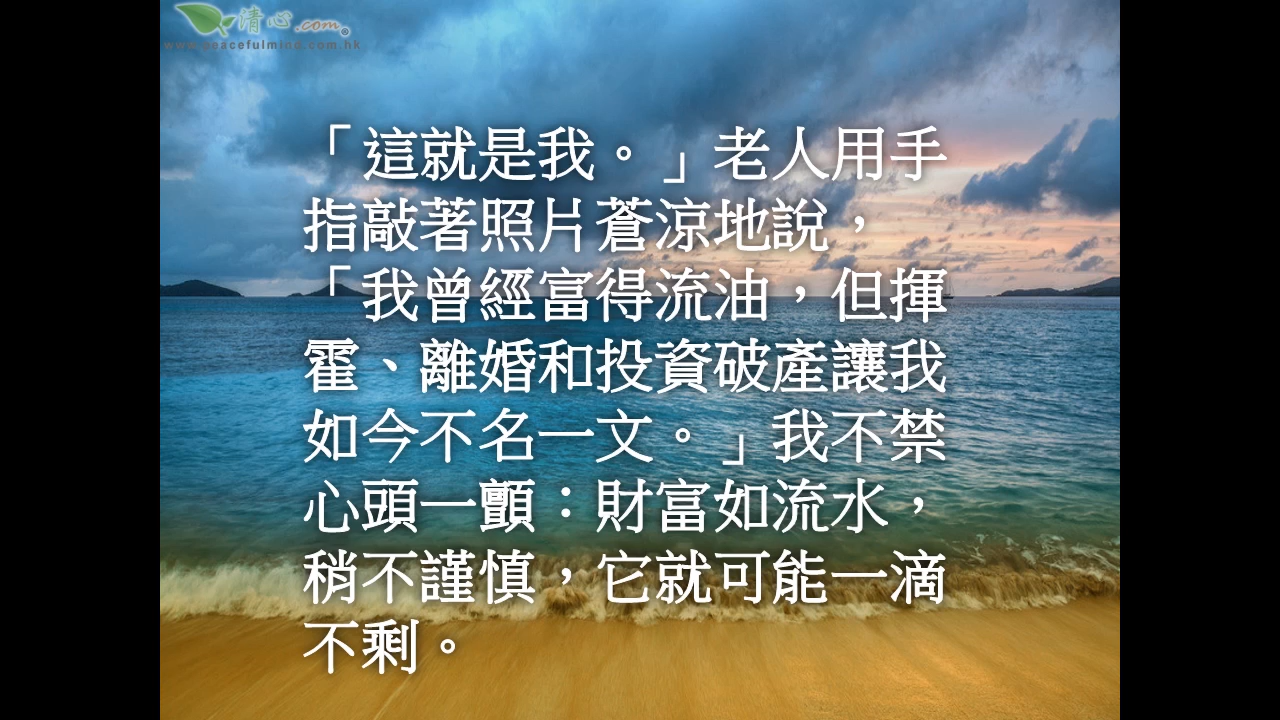 清心.com®
www.peacefulmind.com.hk
「這就是我。」老人用手
指敲著照片蒼涼地說，
「我曾經富得流油，但揮
霍、離婚和投資破產讓我
如今不名一文。」我不禁
心頭一顫：財富如流水，
稍不謹慎，它就可能一滴
不剩。